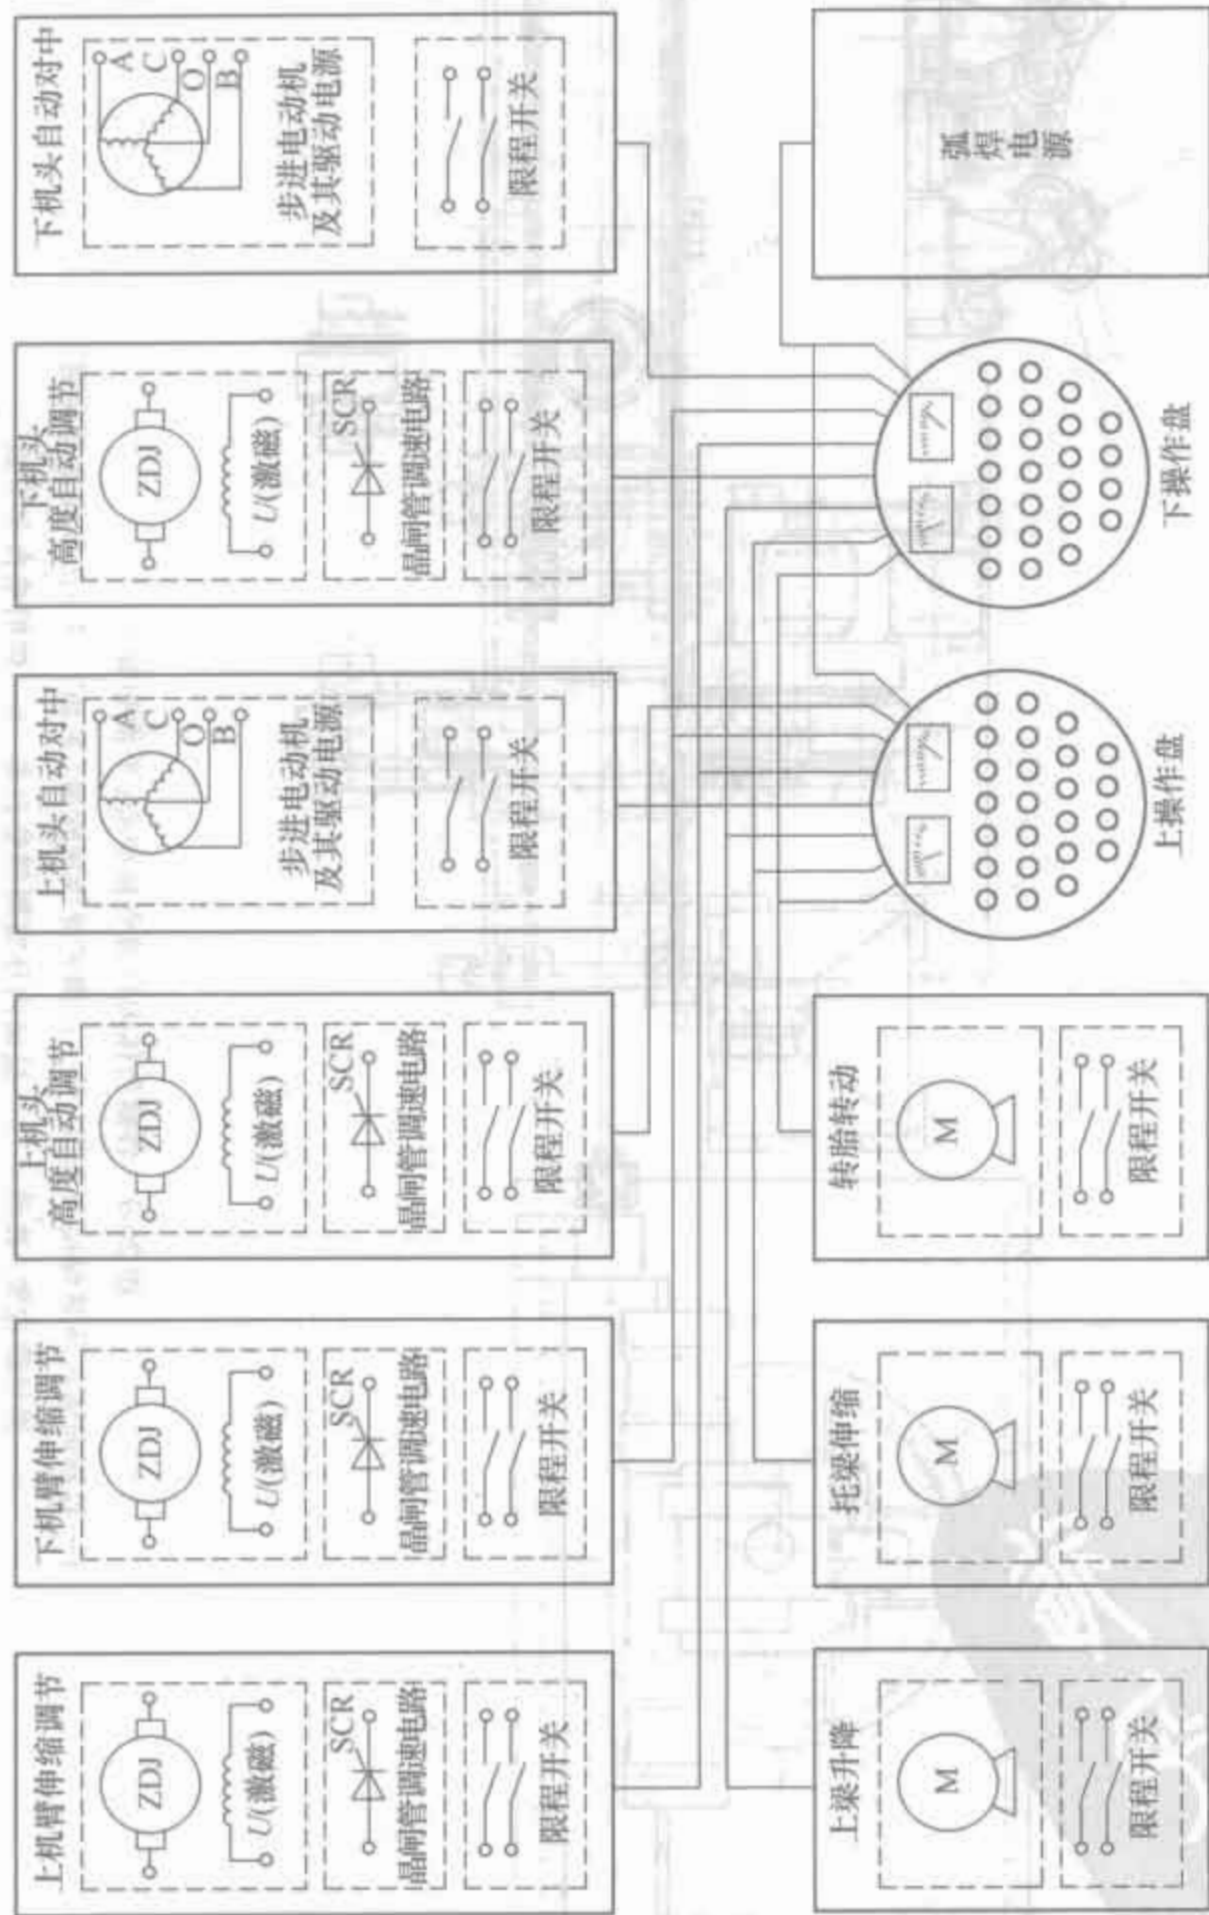 上机臂伸缩调节
ZDJ
U(激磁)
SCR
晶闸管调速电路
限程开关
下机臂伸缩调节
ZDJ
U(激磁)
SCR
晶闸管调速电路
限程开关
上机头
高度自动调节
ZDJ
U(激磁)
SCR
晶闸管调速电路
限程开关
上机头自动对中
A
C
O
B
步进电动机
及其驱动电源
限程开关
下机头
高度自动调节
ZDJ
U(激磁)
SCR
晶闸管调速电路
限程开关
下机头自动对中
A
C
O
B
步进电动机
及其驱动电源
限程开关
上梁升降
M
限程开关
托梁伸缩
M
限程开关
转胎转动
M
限程开关
上操作盘
下操作盘
弧焊电源